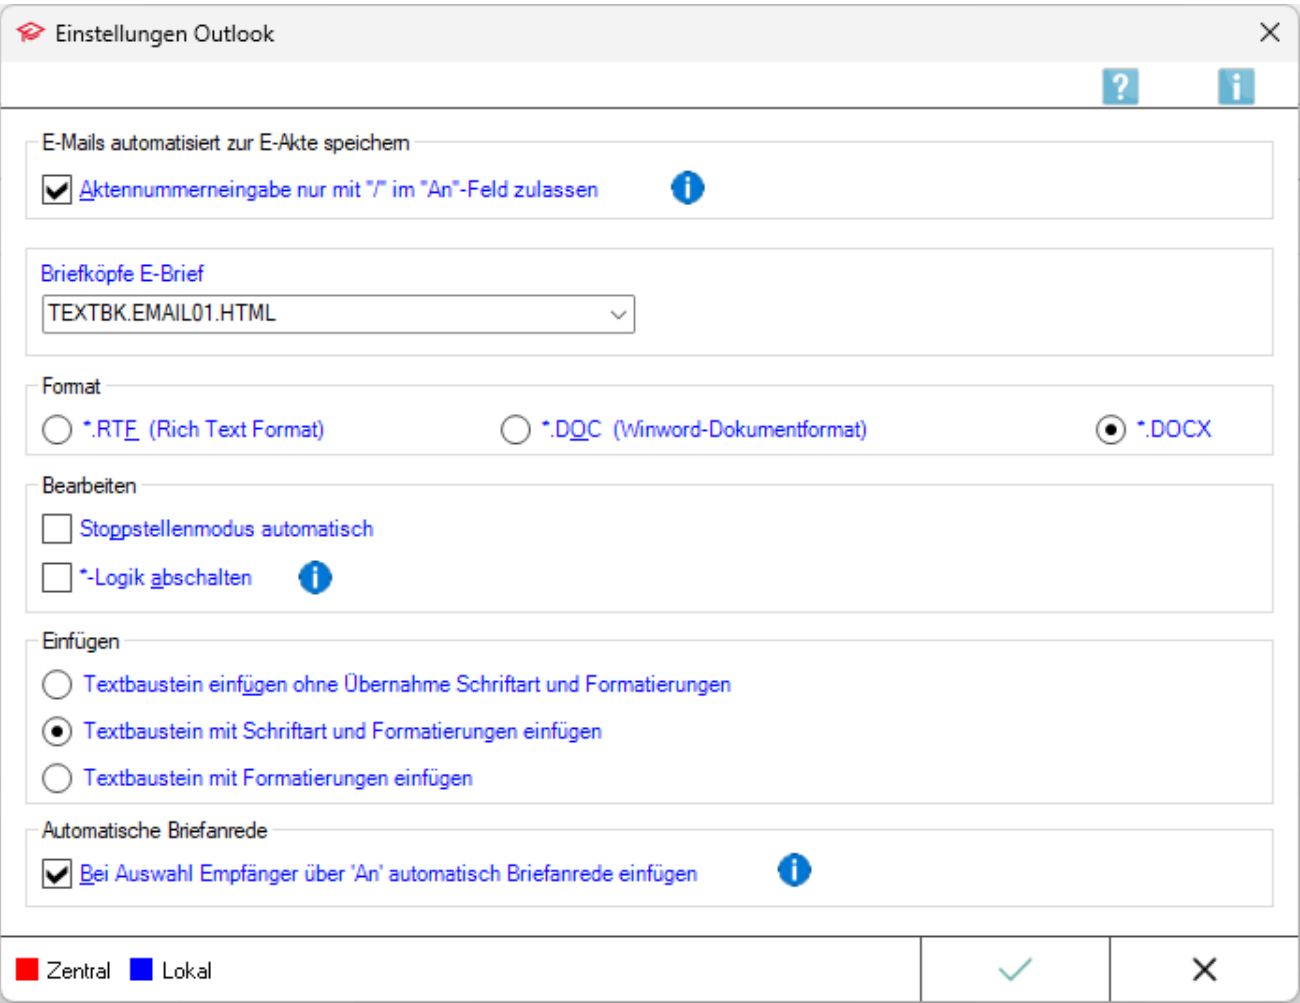 Einstellungen Outlook
?
i
E-Mails automatisiert zur E-Akte speichern
Aktennummerneingabe nur mit "/" im "An"-Feld zulassen
i
Briefköpfe E-Brief
TEXTBK.EMAIL01.HTML
Format
*.RTF (Rich Text Format)
*.DOC (Winword-Dokumentformat)
*.DOCX
Bearbeiten
Stoppstellenmodus automatisch
*-Logik abschalten
i
Einfügen
Textbaustein einfügen ohne Übernahme Schriftart und Formatierungen
Textbaustein mit Schriftart und Formatierungen einfügen
Textbaustein mit Formatierungen einfügen
Automatische Briefanrede
Bei Auswahl Empfänger über 'An' automatisch Briefanrede einfügen
i
Zentral
Lokal